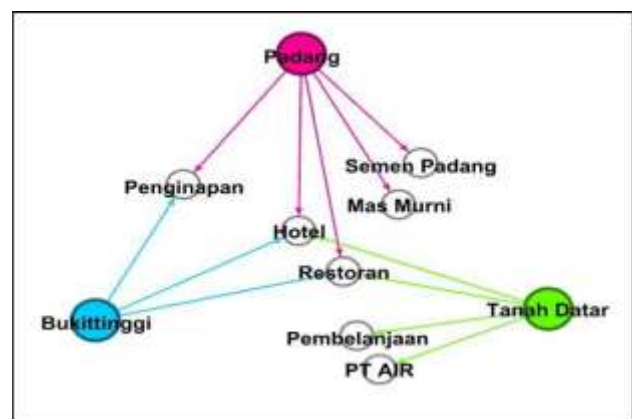 Padang
Semen Padang
Penginapan
Mas Murni
Hotel
Restoran
Tanah Datar
Bukittinggi
Pembelanjaan
PT AIR